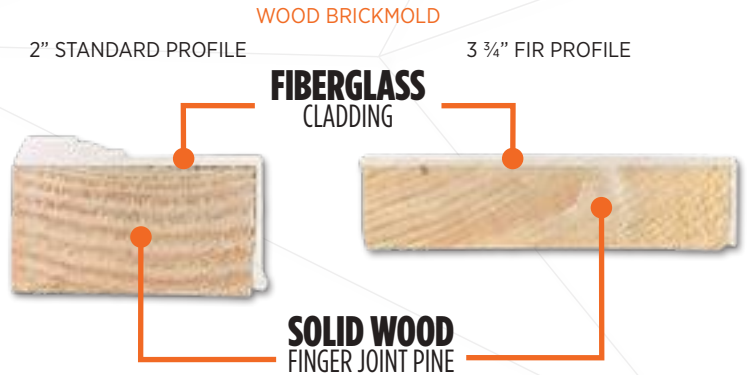 WOOD BRICKMOLD
2” STANDARD PROFILE
3 ¾” FIR PROFILE
FIBERGLASS
CLADDING
SOLID WOOD
FINGER JOINT PINE